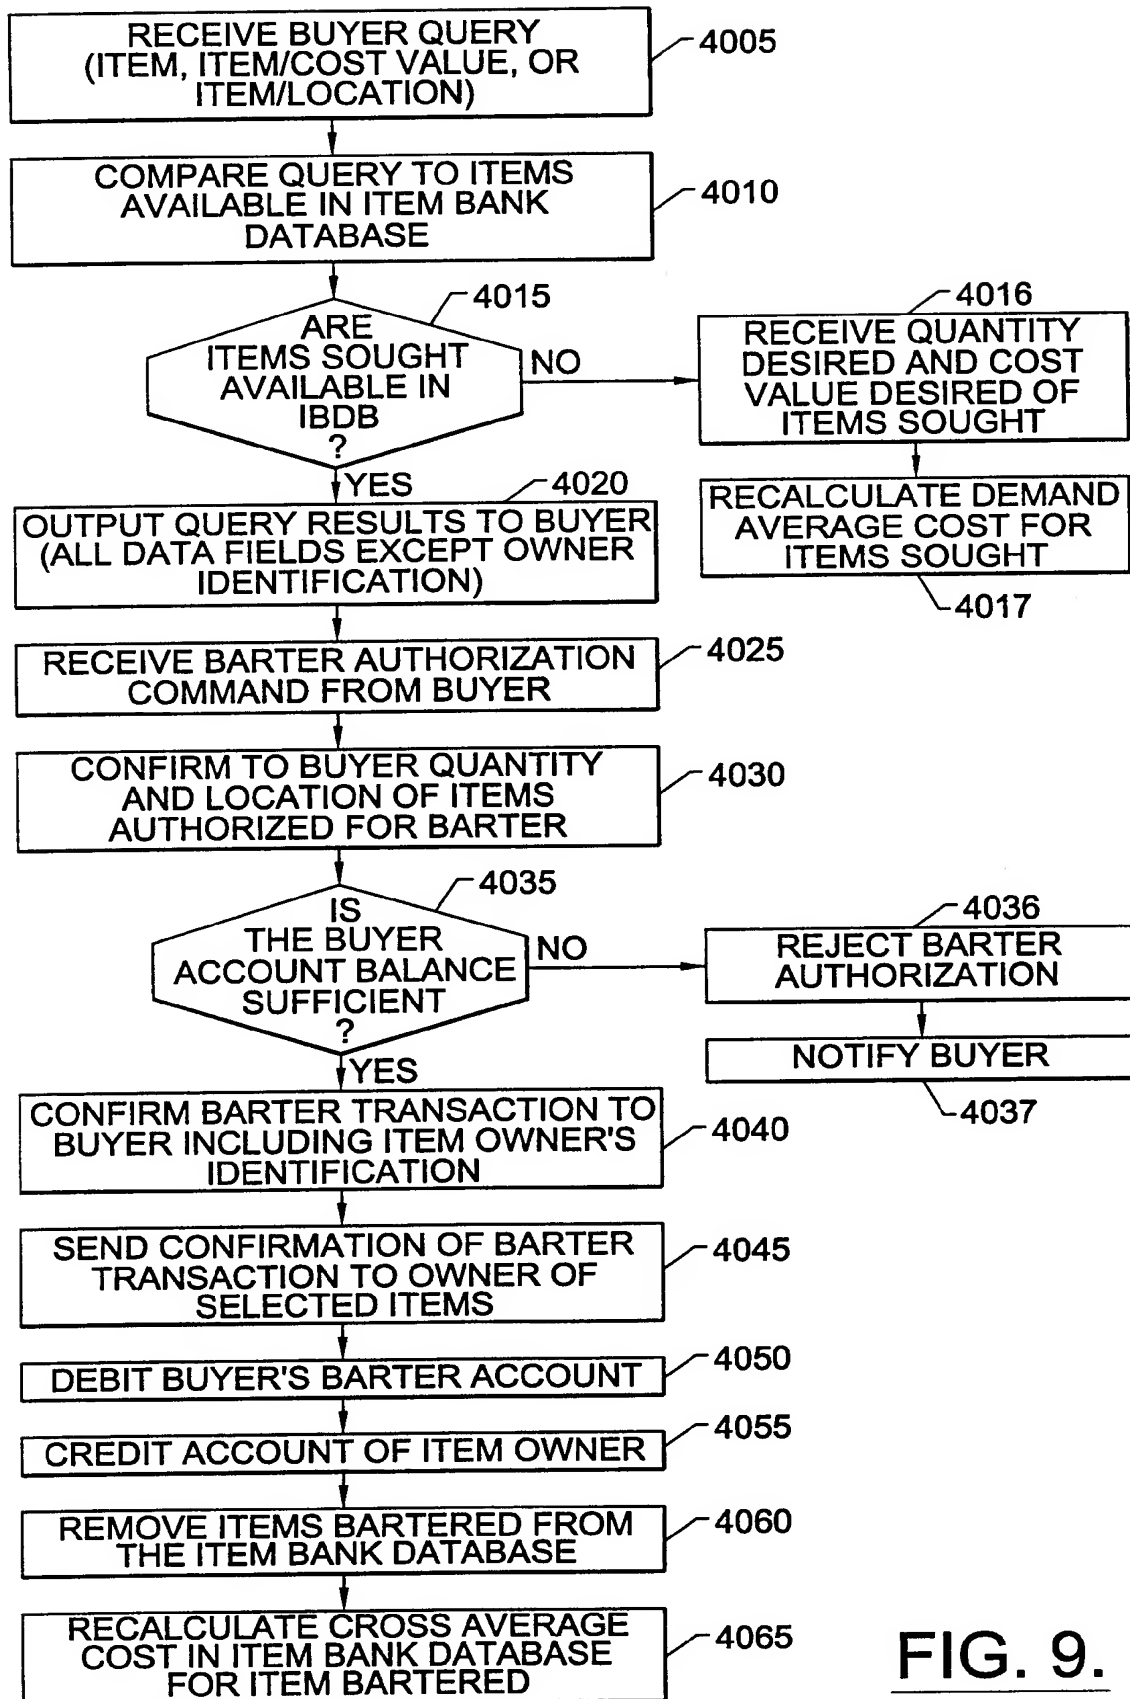 RECEIVE BUYER QUERY
(ITEM, ITEM/COST VALUE, OR
ITEM/LOCATION)
4005
COMPARE QUERY TO ITEMS
AVAILABLE IN ITEM BANK
DATABASE
4010
4015
ARE
ITEMS SOUGHT
AVAILABLE IN
IBDB
?
NO
4016
RECEIVE QUANTITY
DESIRED AND COST
VALUE DESIRED OF
ITEMS SOUGHT
RECALCULATE DEMAND
AVERAGE COST FOR
ITEMS SOUGHT
4017
YES
4020
OUTPUT QUERY RESULTS TO BUYER
(ALL DATA FIELDS EXCEPT OWNER
IDENTIFICATION)
RECEIVE BARTER AUTHORIZATION
COMMAND FROM BUYER
4025
CONFIRM TO BUYER QUANTITY
AND LOCATION OF ITEMS
AUTHORIZED FOR BARTER
4030
4035
IS
THE BUYER
ACCOUNT BALANCE
SUFFICIENT
?
NO
4036
REJECT BARTER
AUTHORIZATION
NOTIFY BUYER
4037
YES
CONFIRM BARTER TRANSACTION TO
BUYER INCLUDING ITEM OWNER'S
IDENTIFICATION
4040
SEND CONFIRMATION OF BARTER
TRANSACTION TO OWNER OF
SELECTED ITEMS
4045
DEBIT BUYER'S BARTER ACCOUNT
4050
CREDIT ACCOUNT OF ITEM OWNER
4055
REMOVE ITEMS BARTERED FROM
THE ITEM BANK DATABASE
4060
RECALCULATE CROSS AVERAGE
COST IN ITEM BANK DATABASE
FOR ITEM BARTERED
4065
FIG. 9.